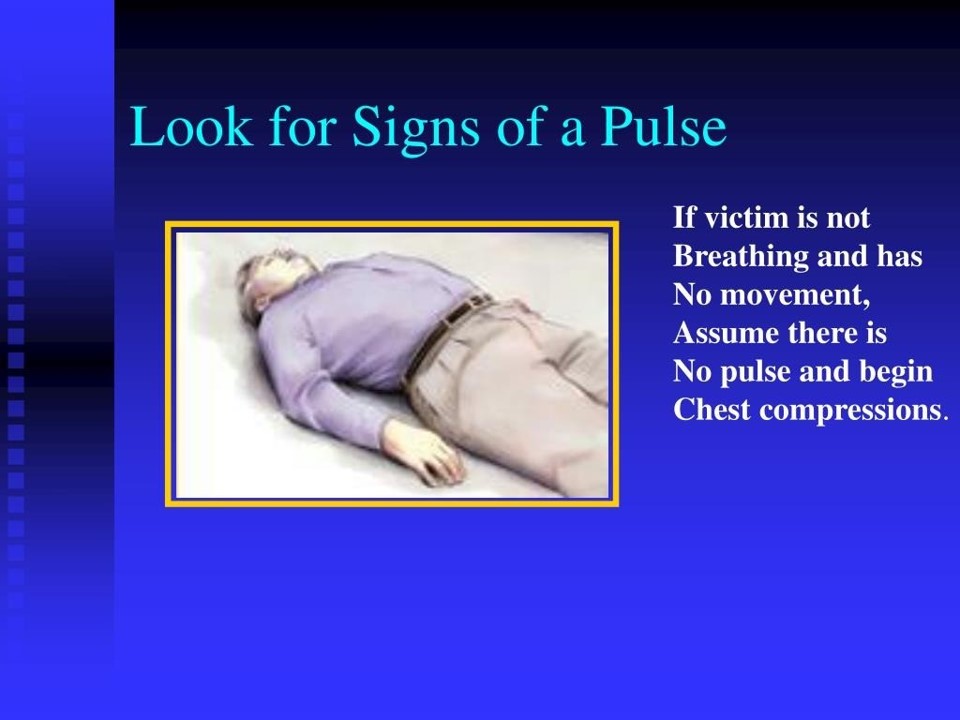 Look for Signs of a Pulse
If victim is not
Breathing and has
No movement,
Assume there is
No pulse and begin
Chest compressions.